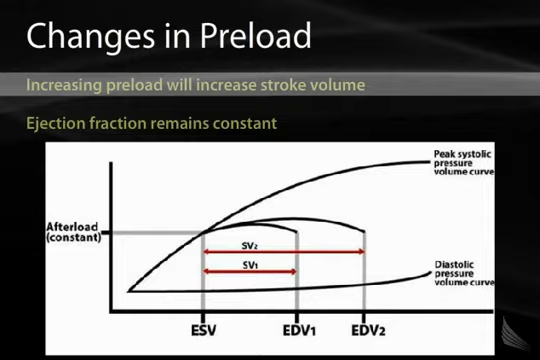 Changes in Preload
Increasing preload will increase stroke volume
Ejection fraction remains constant
Peak systolic
pressure
volume curve
Afterload
(constant)
SV₂
SV₁
Diastolic
pressure
volume curve
ESV
EDV1
EDV2